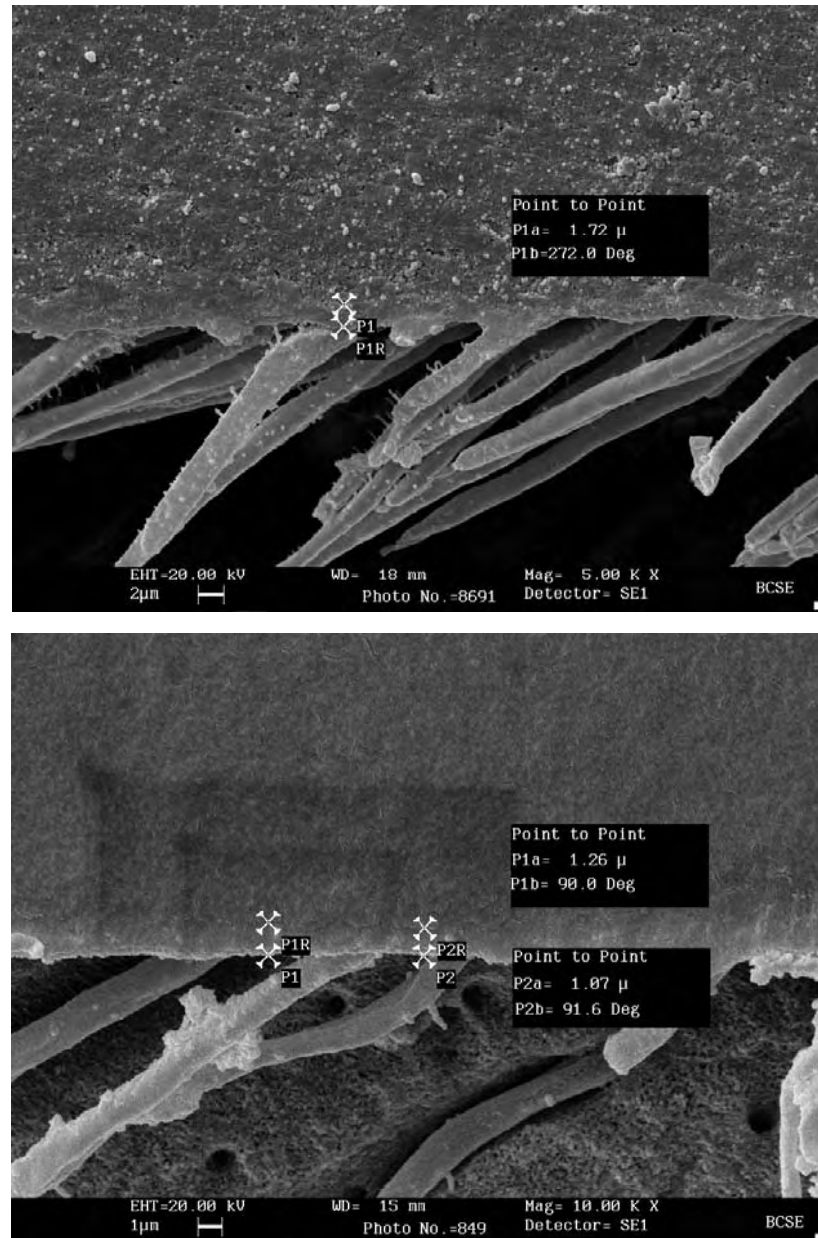 Point to Point
P1a= 1.72 µ
P1b=272.0 Deg
P1
P1R
EHT=20.00 kV WD= 18 mm Mag= 5.00 K X
2µm Photo No.=8691 Detector= SE1 BCSE
Point to Point
P1a= 1.26 µ
P1b= 90.0 Deg
P1R P2R
P1 P2
Point to Point
P2a= 1.07 µ
P2b= 91.6 Deg
EHT=20.00 kV WD= 15 mm Mag= 10.00 K X
1µm Photo No.=849 Detector= SE1 BCSE